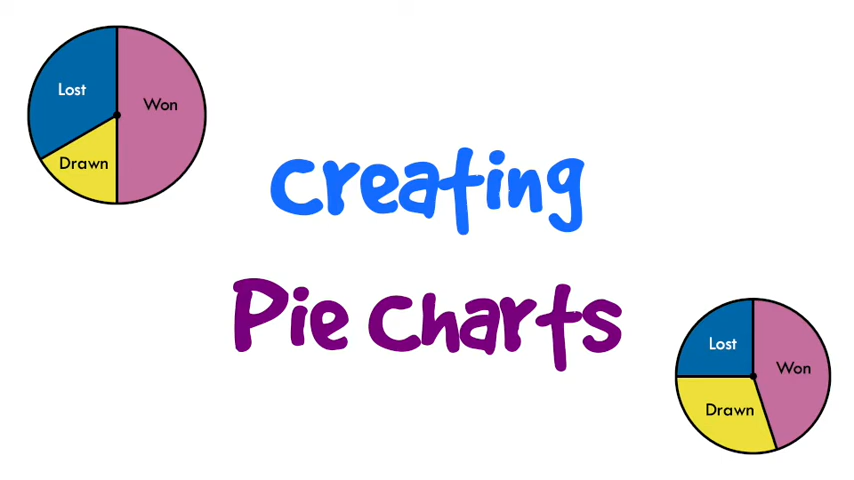 Lost
Won
Drawn
Creating
Pie Charts
Lost
Won
Drawn